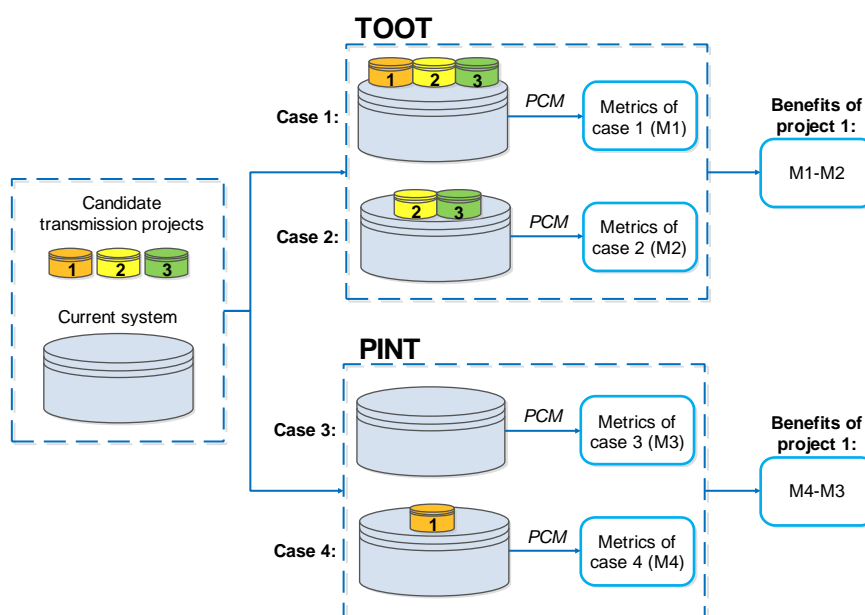 TOOT
1 2 3
Case 1:
PCM
Metrics of
case 1 (M1)
Benefits of
project 1:
M1-M2
Candidate
transmission projects
1 2 3
Current system
2 3
Case 2:
PCM
Metrics of
case 2 (M2)
PINT
Case 3:
PCM
Metrics of
case 3 (M3)
Benefits of
project 1:
M4-M3
1
Case 4:
PCM
Metrics of
case 4 (M4)